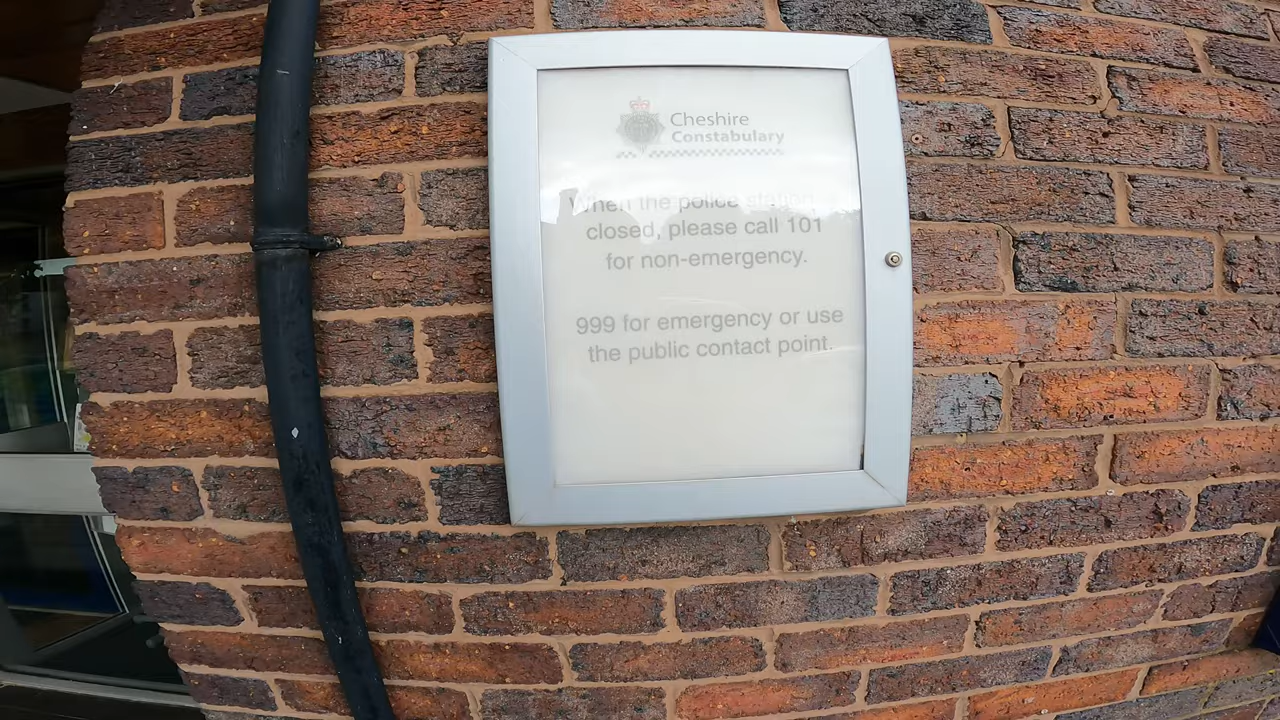 Cheshire
Constabulary
When the police station
closed, please call 101
for non-emergency.
999 for emergency or use
the public contact point.